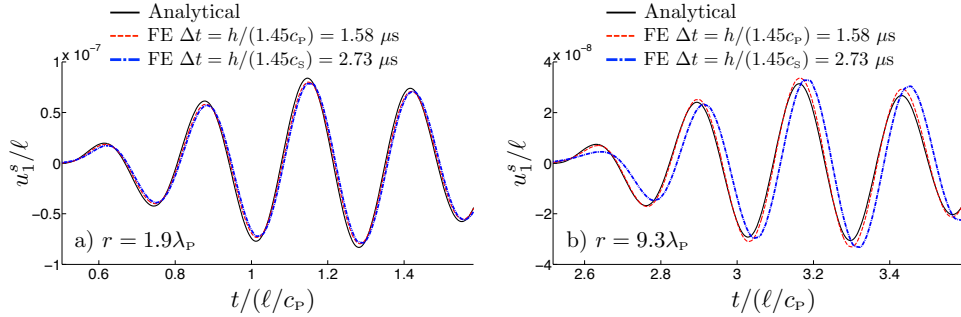 Analytical
FE Δt = h/(1.45c_P) = 1.58 μs
FE Δt = h/(1.45c_S) = 2.73 μs
x 10^-7
1
0.5
0
−0.5
−1
u_1^s/ℓ
a) r = 1.9λ_P
0.6 0.8 1 1.2 1.4
t/(ℓ/c_P)
Analytical
FE Δt = h/(1.45c_P) = 1.58 μs
FE Δt = h/(1.45c_S) = 2.73 μs
x 10^-8
4
2
0
−2
−4
u_1^s/ℓ
b) r = 9.3λ_P
2.6 2.8 3 3.2 3.4
t/(ℓ/c_P)